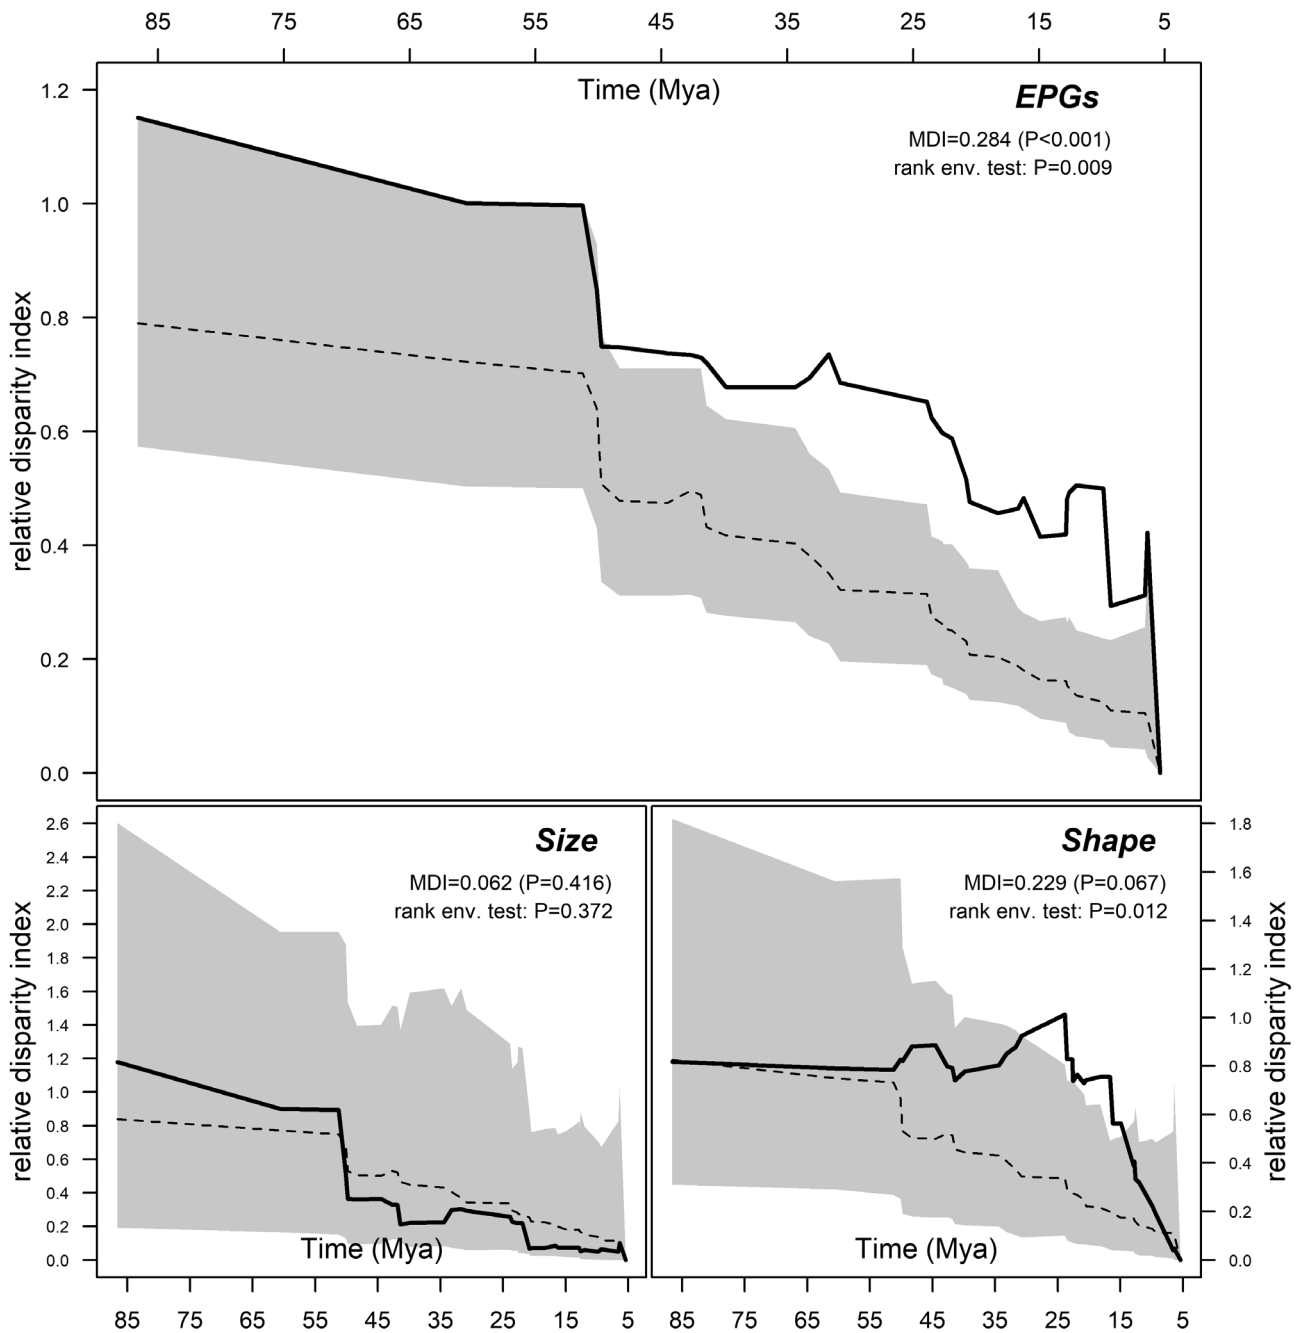 85 75 65 55 45 35 25 15 5
Time (Mya)
EPGs
MDI=0.284 (P<0.001)
rank env. test: P=0.009
relative disparity index
1.2
1.0
0.8
0.6
0.4
0.2
0.0
Size
MDI=0.062 (P=0.416)
rank env. test: P=0.372
relative disparity index
2.6
2.4
2.2
2.0
1.8
1.6
1.4
1.2
1.0
0.8
0.6
0.4
0.2
0.0
Time (Mya)
85 75 65 55 45 35 25 15 5
Shape
MDI=0.229 (P=0.067)
rank env. test: P=0.012
1.8
1.6
1.4
1.2
1.0
0.8
0.6
0.4
0.2
0.0
relative disparity index
Time (Mya)
85 75 65 55 45 35 25 15 5